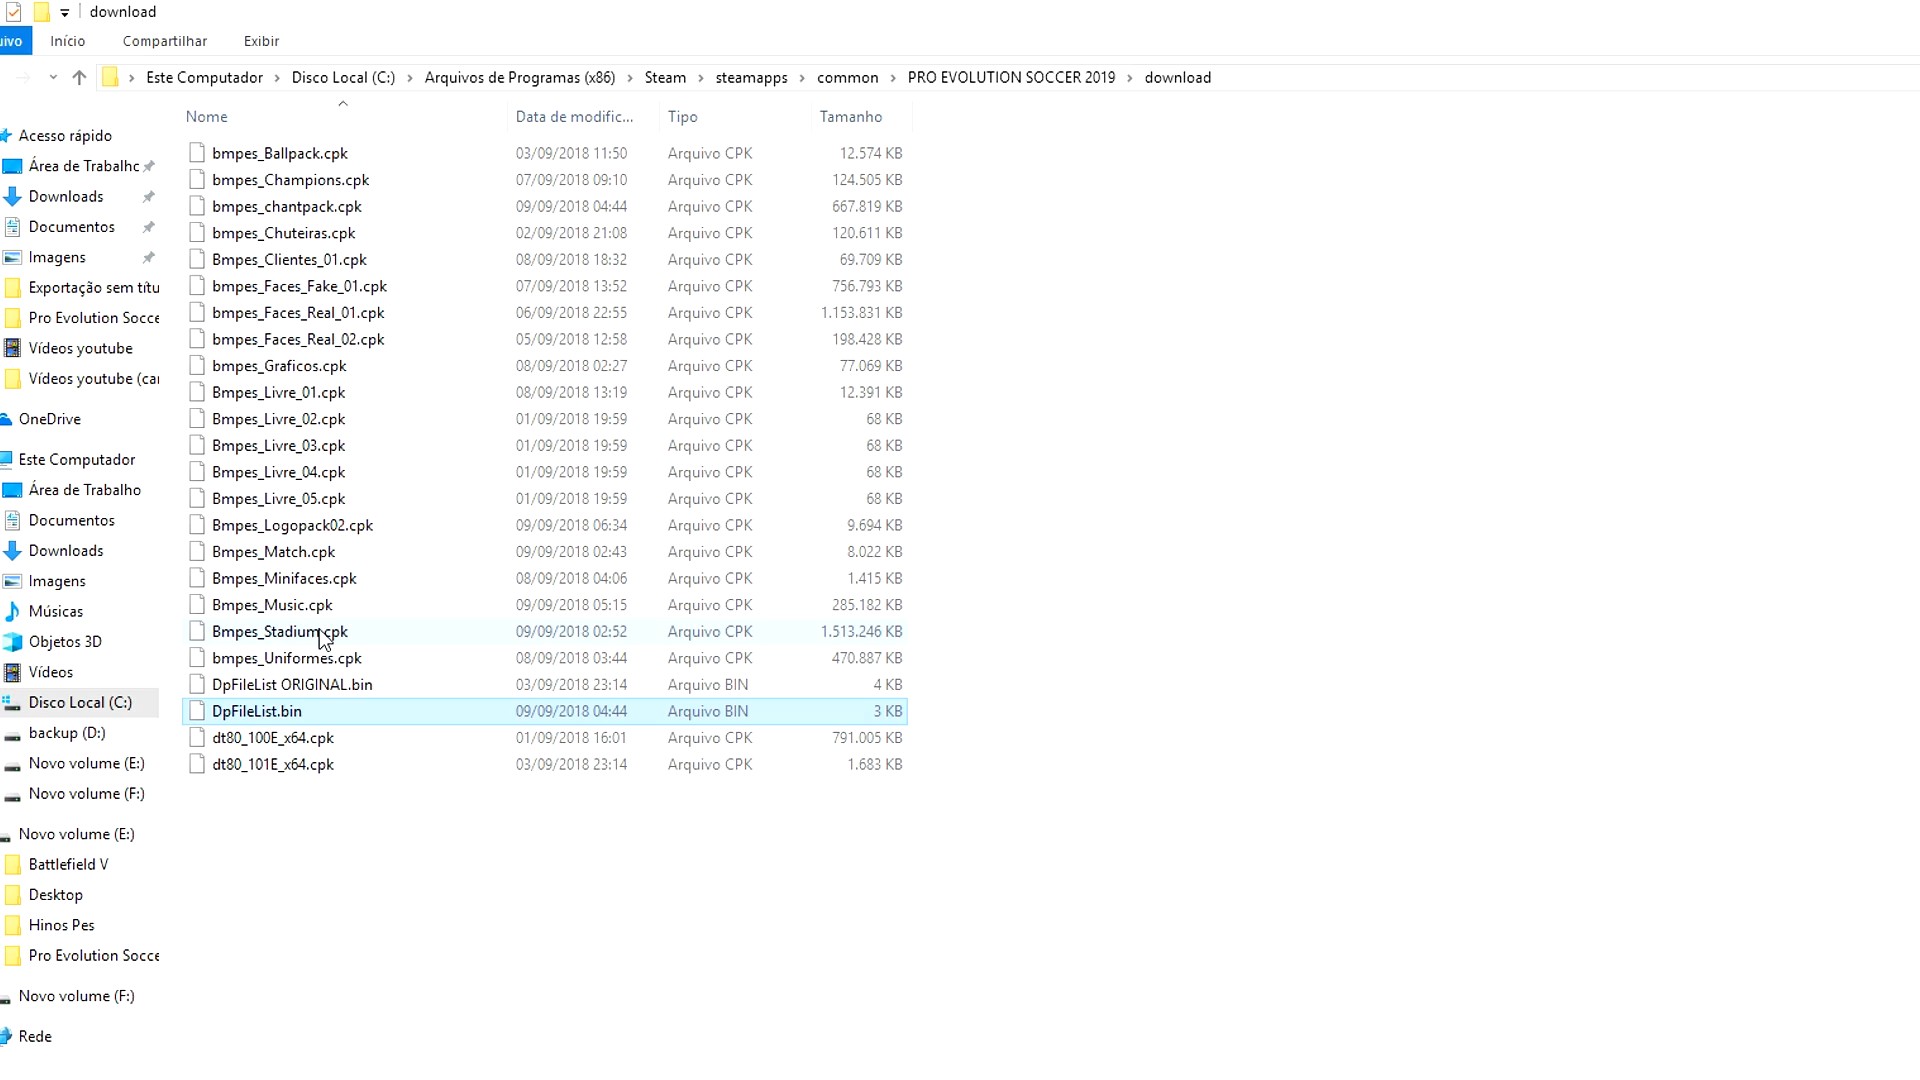 download
uivo Início Compartilhar Exibir
Este Computador > Disco Local (C:) > Arquivos de Programas (x86) > Steam > steamapps > common > PRO EVOLUTION SOCCER 2019 > download
Nome Data de modific... Tipo Tamanho
Acesso rápido
Área de Trabalhc
Downloads
Documentos
Imagens
Exportação sem títu
Pro Evolution Socce
Vídeos youtube
Vídeos youtube (car
OneDrive
Este Computador
Área de Trabalho
Documentos
Downloads
Imagens
Músicas
Objetos 3D
Vídeos
Disco Local (C:)
backup (D:)
Novo volume (E:)
Novo volume (F:)
Novo volume (E:)
Battlefield V
Desktop
Hinos Pes
Pro Evolution Socce
Novo volume (F:)
Rede
bmpes_Ballpack.cpk 03/09/2018 11:50 Arquivo CPK 12.574 KB
bmpes_Champions.cpk 07/09/2018 09:10 Arquivo CPK 124.505 KB
bmpes_chantpack.cpk 09/09/2018 04:44 Arquivo CPK 667.819 KB
bmpes_Chuteiras.cpk 02/09/2018 21:08 Arquivo CPK 120.611 KB
Bmpes_Clientes_01.cpk 08/09/2018 18:32 Arquivo CPK 69.709 KB
bmpes_Faces_Fake_01.cpk 07/09/2018 13:52 Arquivo CPK 756.793 KB
bmpes_Faces_Real_01.cpk 06/09/2018 22:55 Arquivo CPK 1.153.831 KB
bmpes_Faces_Real_02.cpk 05/09/2018 12:58 Arquivo CPK 198.428 KB
bmpes_Graficos.cpk 08/09/2018 02:27 Arquivo CPK 77.069 KB
Bmpes_Livre_01.cpk 08/09/2018 13:19 Arquivo CPK 12.391 KB
Bmpes_Livre_02.cpk 01/09/2018 19:59 Arquivo CPK 68 KB
Bmpes_Livre_03.cpk 01/09/2018 19:59 Arquivo CPK 68 KB
Bmpes_Livre_04.cpk 01/09/2018 19:59 Arquivo CPK 68 KB
Bmpes_Livre_05.cpk 01/09/2018 19:59 Arquivo CPK 68 KB
Bmpes_Logopack02.cpk 09/09/2018 06:34 Arquivo CPK 9.694 KB
Bmpes_Match.cpk 09/09/2018 02:43 Arquivo CPK 8.022 KB
Bmpes_Minifaces.cpk 08/09/2018 04:06 Arquivo CPK 1.415 KB
Bmpes_Music.cpk 09/09/2018 05:15 Arquivo CPK 285.182 KB
Bmpes_Stadium.cpk 09/09/2018 02:52 Arquivo CPK 1.513.246 KB
bmpes_Uniformes.cpk 08/09/2018 03:44 Arquivo CPK 470.887 KB
DpFileList ORIGINAL.bin 03/09/2018 23:14 Arquivo BIN 4 KB
DpFileList.bin 09/09/2018 04:44 Arquivo BIN 3 KB
dt80_100E_x64.cpk 01/09/2018 16:01 Arquivo CPK 791.005 KB
dt80_101E_x64.cpk 03/09/2018 23:14 Arquivo CPK 1.683 KB